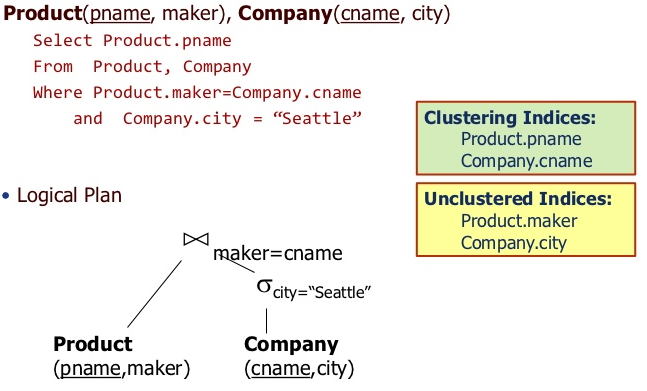 Product(pname, maker), Company(cname, city)
Select Product.pname
From Product, Company
Where Product.maker=Company.cname
and Company.city = “Seattle”
Clustering Indices:
Product.pname
Company.cname
Unclustered Indices:
Product.maker
Company.city
• Logical Plan
⋈ maker=cname
σ city=“Seattle”
Product
(pname,maker)
Company
(cname,city)